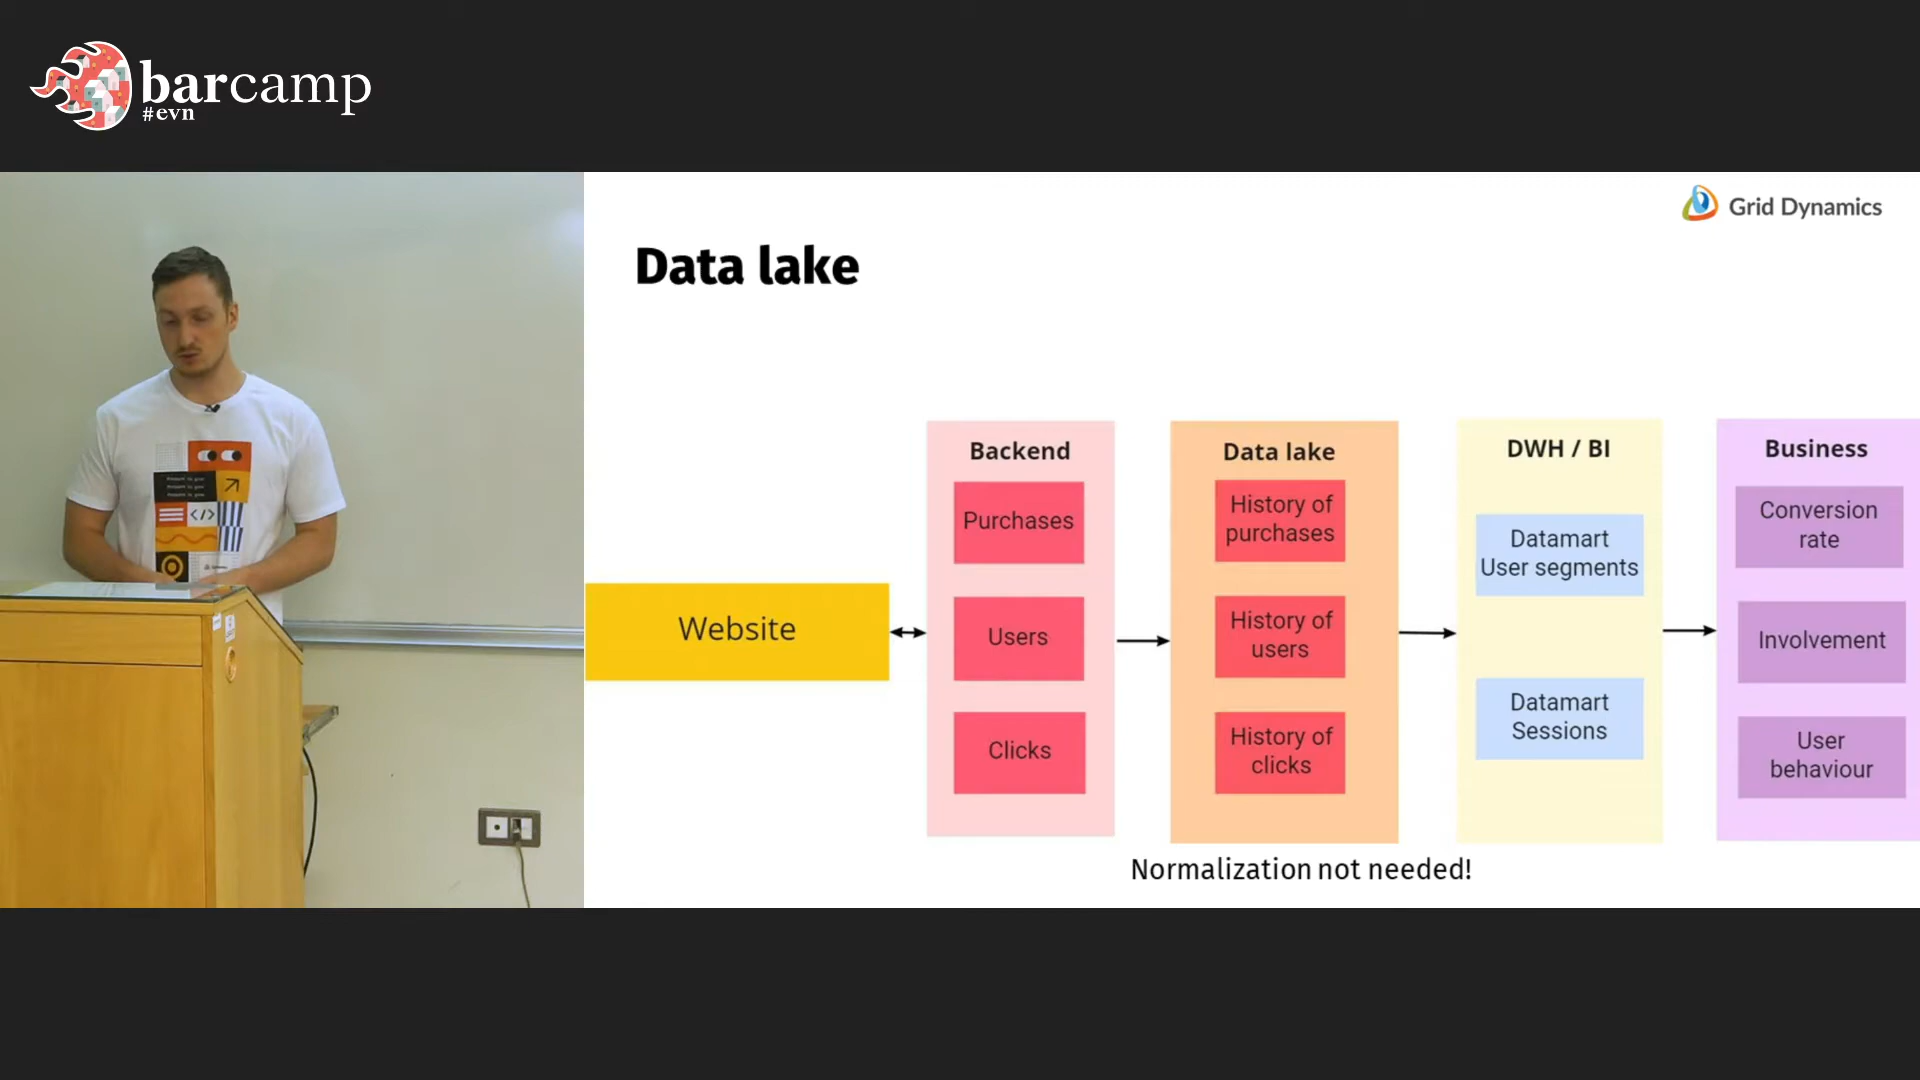 barcamp
#evn
Grid Dynamics
Data lake
Website
Backend
Purchases
Users
Clicks
Data lake
History of
purchases
History of
users
History of
clicks
DWH / BI
Datamart
User segments
Datamart
Sessions
Business
Conversion
rate
Involvement
User
behaviour
Normalization not needed!